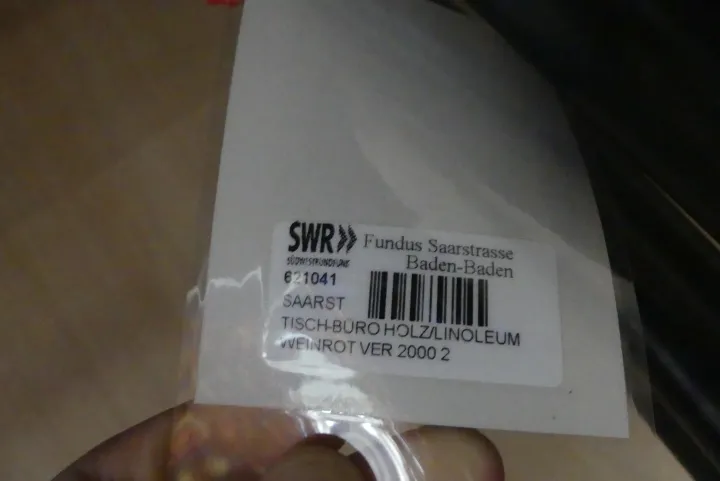 SWR» Fundus Saarstrasse
SÜDWESTRUNDFUNK Baden-Baden
621041
SAARST
TISCH-BÜRO HOLZ/LINOLEUM
WEINROT VER 2000 2